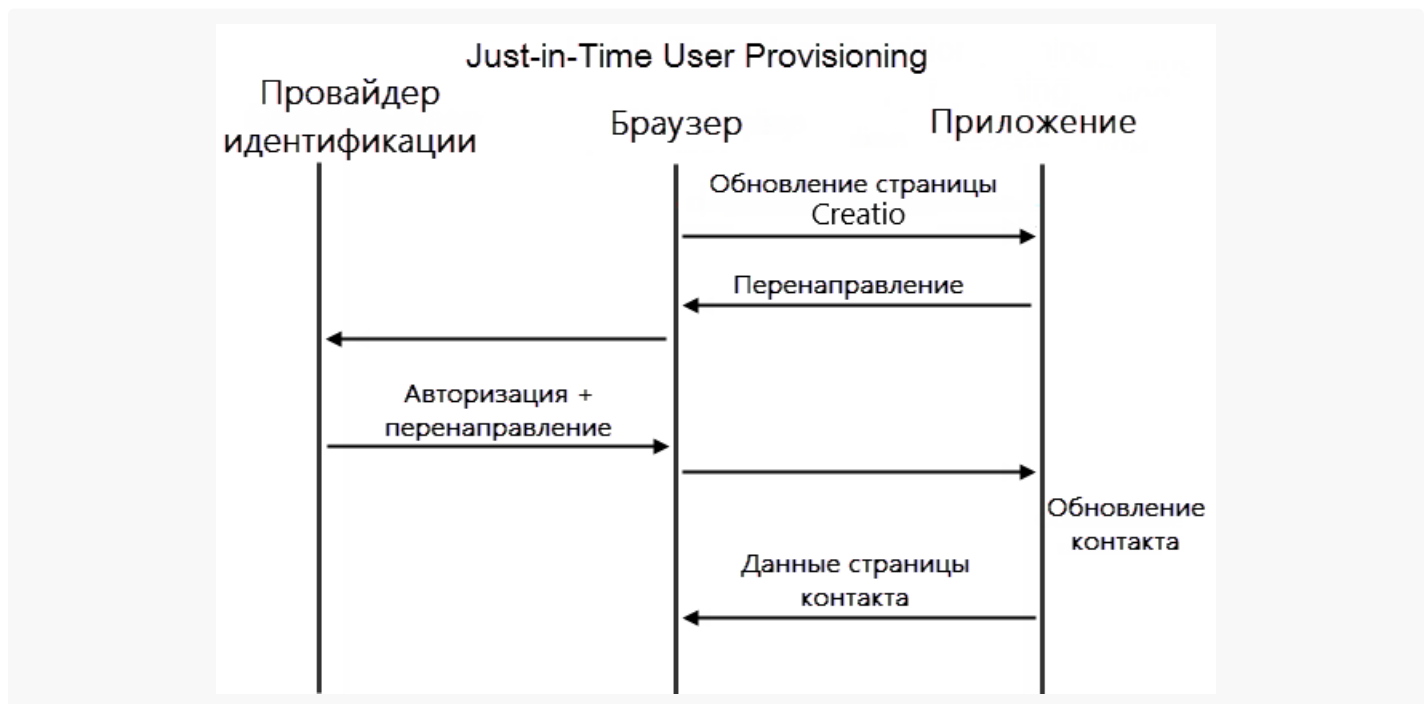 Just-in-Time User Provisioning
Провайдер
идентификации
Браузер
Приложение
Обновление страницы
Creatio
Перенаправление
Авторизация +
перенаправление
Обновление
контакта
Данные страницы
контакта